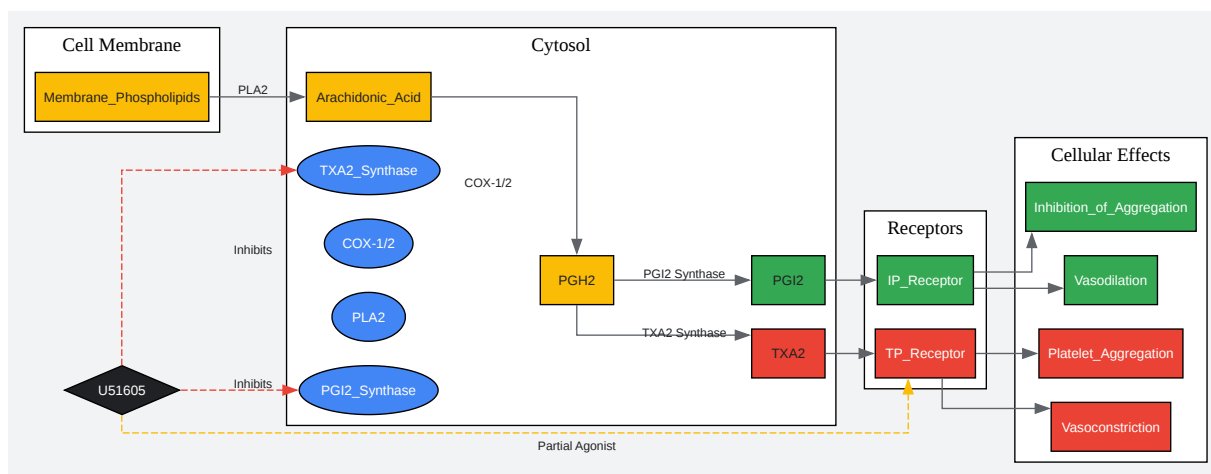 Cell Membrane
Membrane_Phospholipids
PLA2
Cytosol
Arachidonic_Acid
TXA2_Synthase
COX-1/2
COX-1/2
PLA2
PGI2_Synthase
PGH2
PGI2 Synthase
TXA2 Synthase
PGI2
TXA2
Receptors
IP_Receptor
TP_Receptor
Cellular Effects
Inhibition_of_Aggregation
Vasodilation
Platelet_Aggregation
Vasoconstriction
Inhibits
Inhibits
U51605
Partial Agonist